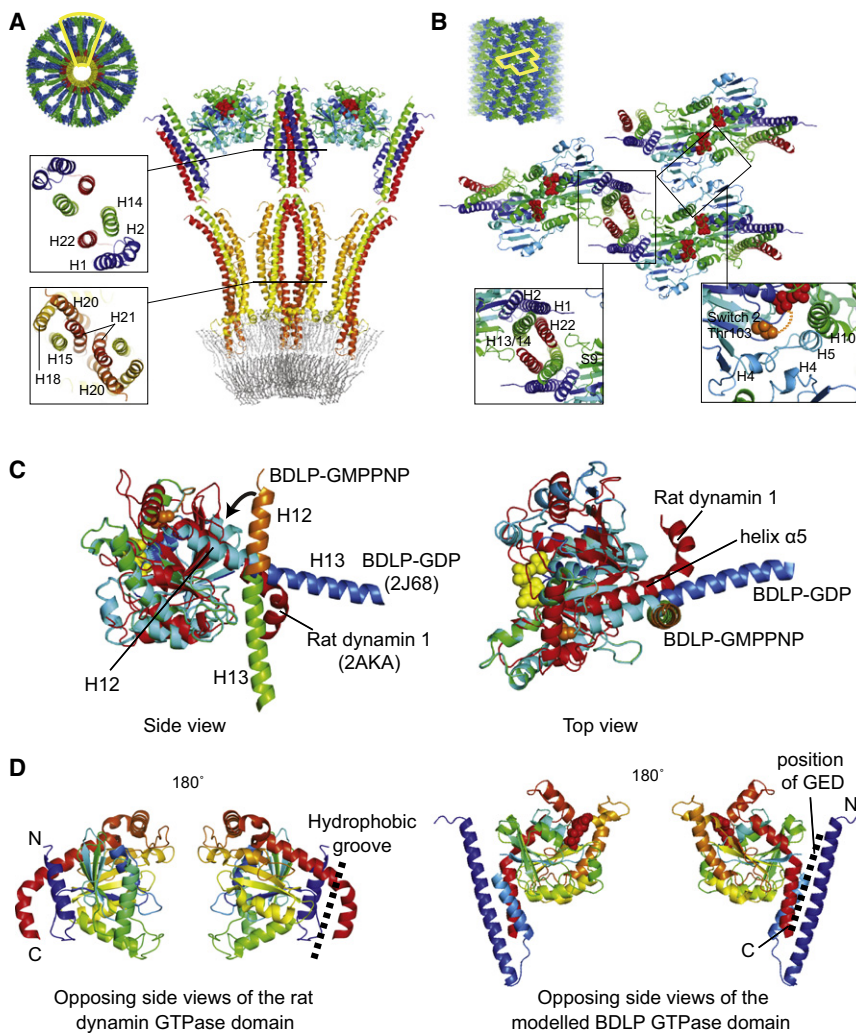 A
H14
H2
H22
H1
H20
H21
H15
H18
H20
B
H2
H1
H22
H13/14
S9
Switch 2
Thr103
H10
H5
H4
H4
C
BDLP-GMPPNP
H12
H13
BDLP-GDP
(2J68)
Rat dynamin 1
(2AKA)
H12
H13
Side view
Rat dynamin 1
helix α5
BDLP-GDP
BDLP-GMPPNP
Top view
D
180°
N
Hydrophobic
groove
C
Opposing side views of the rat
dynamin GTPase domain
180°
position
of GED
N
C
Opposing side views of the
modelled BDLP GTPase domain